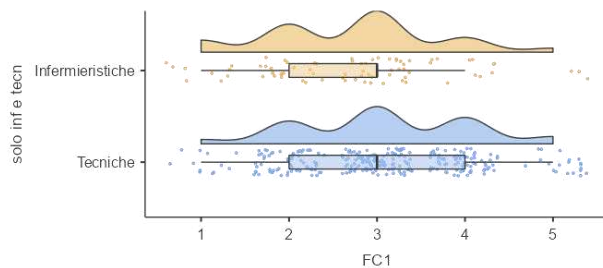 solo inf e tecn
Infermieristiche
Tecniche
1 2 3 4 5
FC1